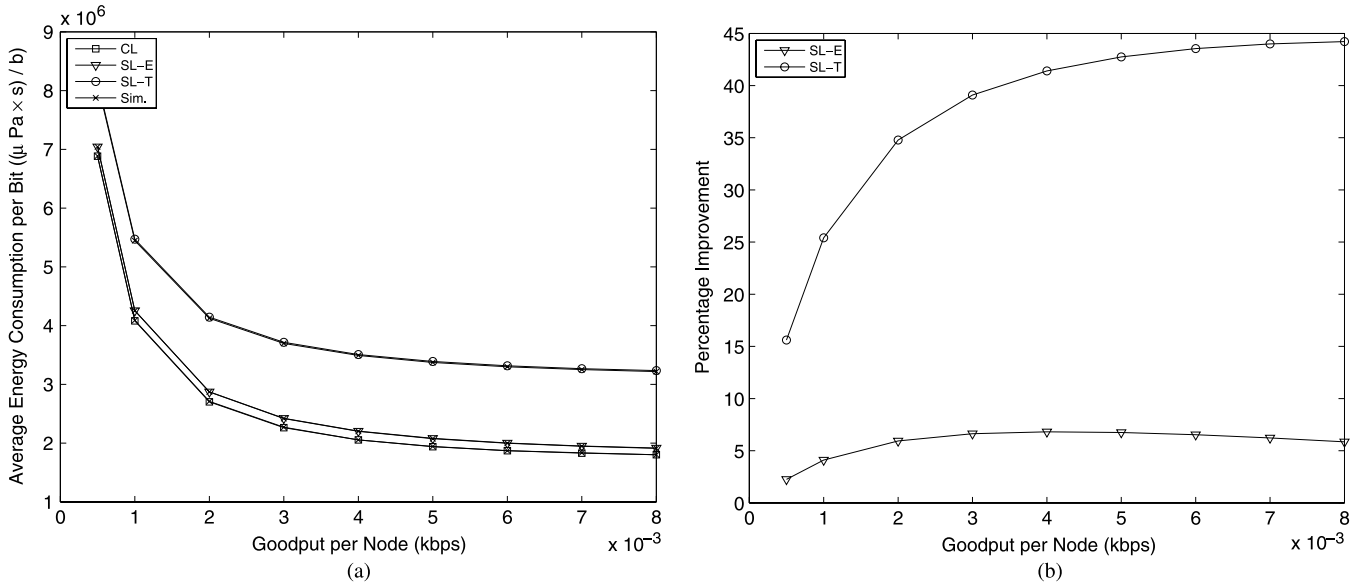 x 10⁶
9
8
7
6
5
4
3
2
1
CL
SL-E
SL-T
Sim.
Average Energy Consumption per Bit ((μ Pa × s) / b)
0 1 2 3 4 5 6 7 8
Goodput per Node (kbps)
x 10⁻³
(a)
45
40
35
30
25
20
15
10
5
0
SL-E
SL-T
Percentage Improvement
0 1 2 3 4 5 6 7 8
Goodput per Node (kbps)
x 10⁻³
(b)